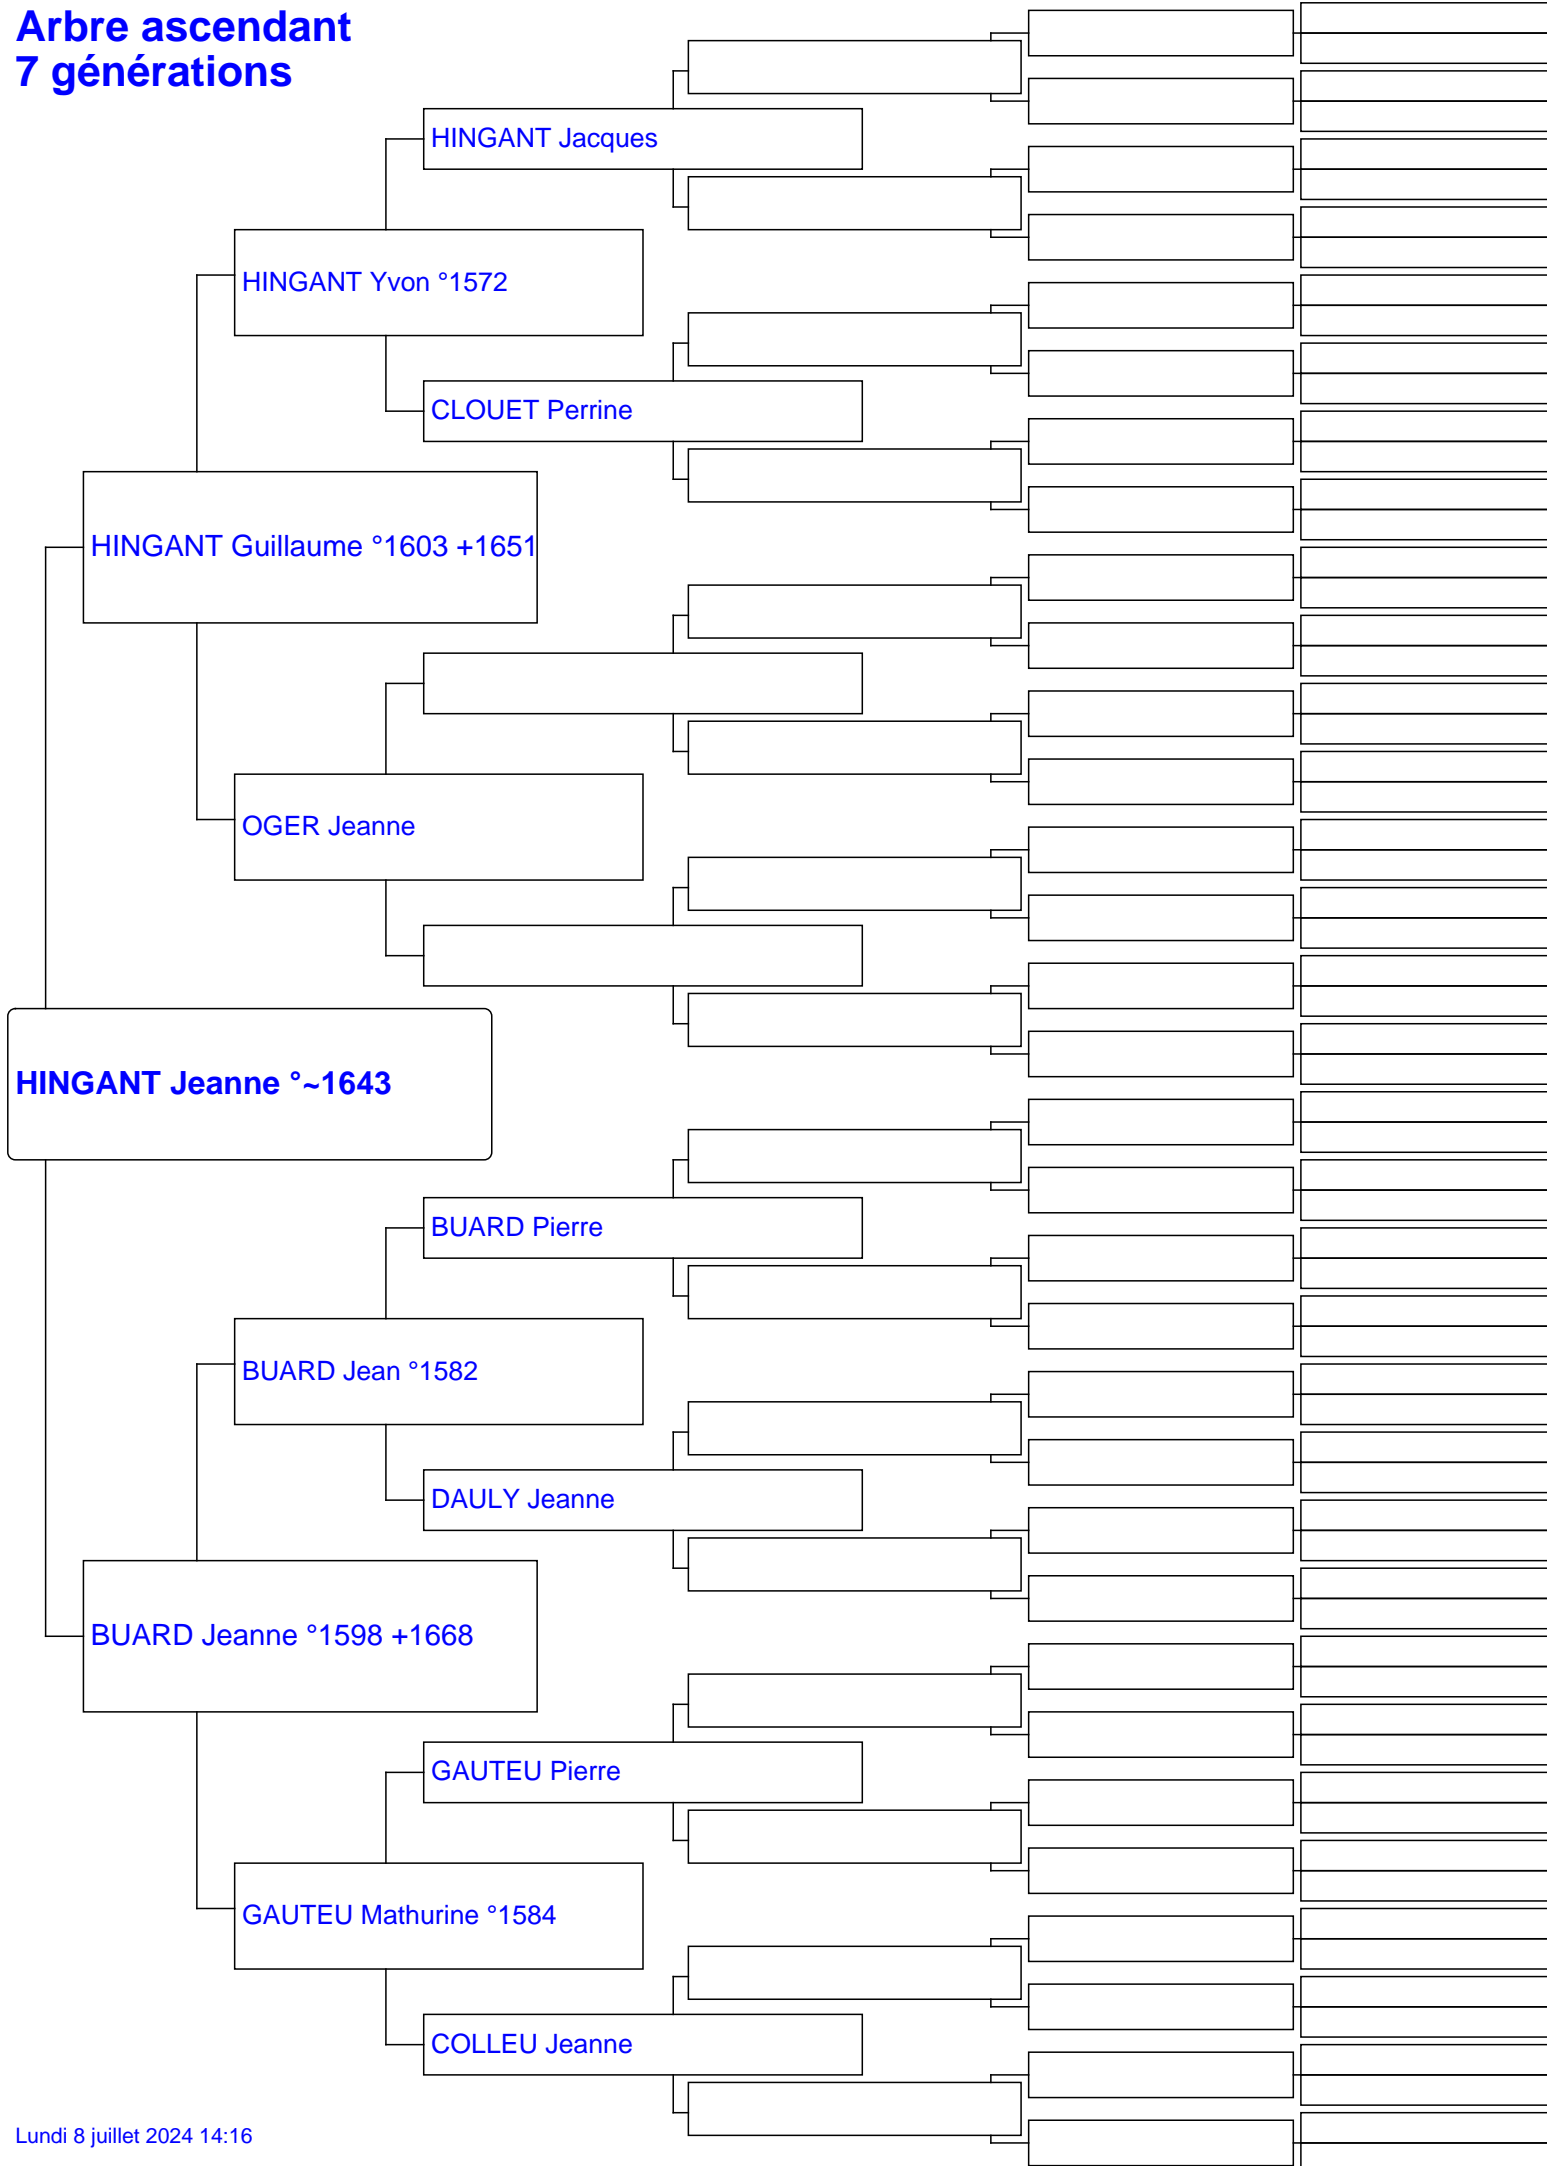 Arbre ascendant
7 générations
HINGANT Jacques
HINGANT Yvon °1572
CLOUET Perrine
HINGANT Guillaume °1603 +1651
OGER Jeanne
HINGANT Jeanne °~1643
BUARD Pierre
BUARD Jean °1582
DAULY Jeanne
BUARD Jeanne °1598 +1668
GAUTEU Pierre
GAUTEU Mathurine °1584
COLLEU Jeanne
Lundi 8 juillet 2024 14:16